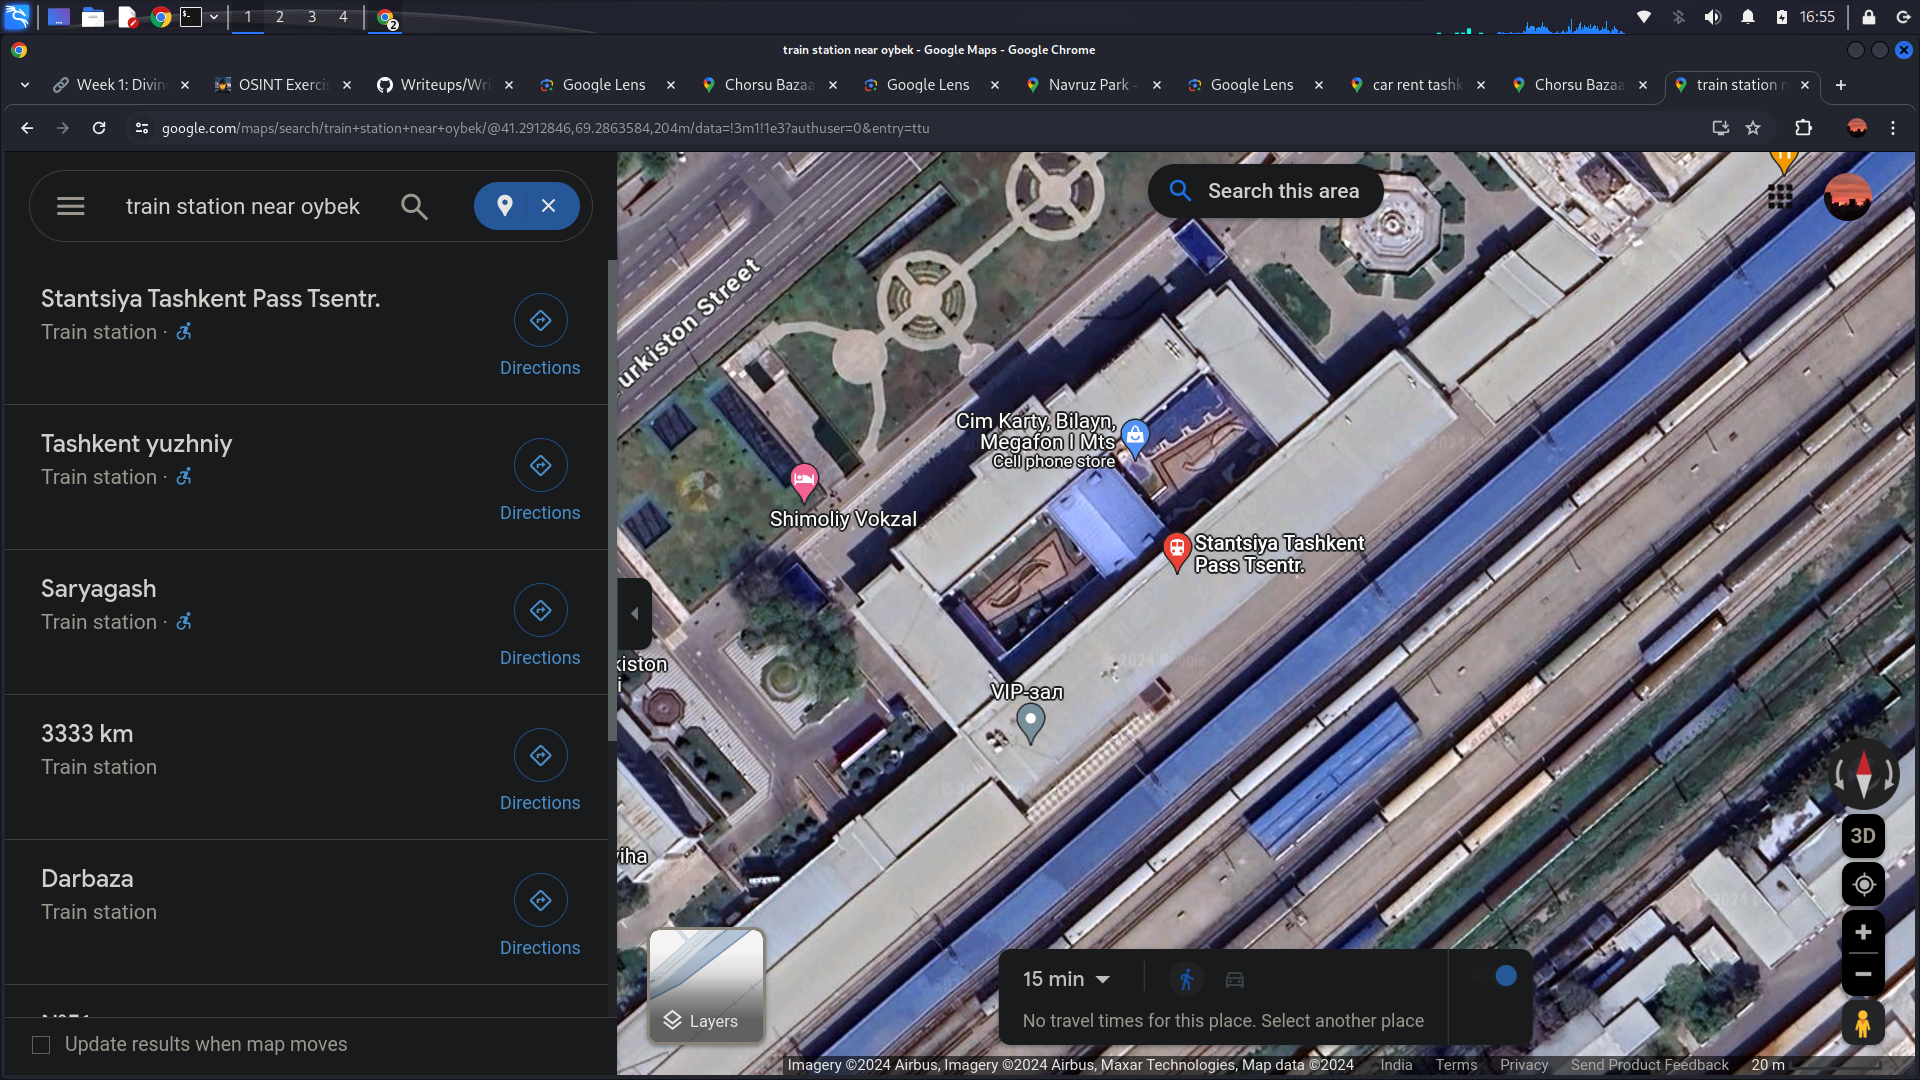 1 2 3 4
2
16:55
train station near oybek - Google Maps - Google Chrome
Week 1: Divin
OSINT Exerci
Writeups/Wri
Google Lens
Chorsu Bazaa
Google Lens
Navruz Park -
Google Lens
car rent tashk
Chorsu Bazaa
train station n
google.com/maps/search/train+station+near+oybek/@41.2912846,69.2863584,204m/data=!3m1!1e3?authuser=0&entry=ttu
train station near oybek
Search this area
Stantsiya Tashkent Pass Tsentr.
Train station ·
Directions
Tashkent yuzhniy
Train station ·
Directions
Saryagash
Train station ·
Directions
3333 km
Train station
Directions
Darbaza
Train station
Directions
Update results when map moves
urkiston Street
Cim Karty, Bilayn,
Megafon I Mts
Cell phone store
Shimoliy Vokzal
Stantsiya Tashkent
Pass Tsentr.
kiston
i
VIP-зал
iha
Layers
3D
15 min
No travel times for this place. Select another place
Imagery ©2024 Airbus, Imagery ©2024 Airbus, Maxar Technologies, Map data ©2024
India
Terms
Privacy
Send Product Feedback
20 m